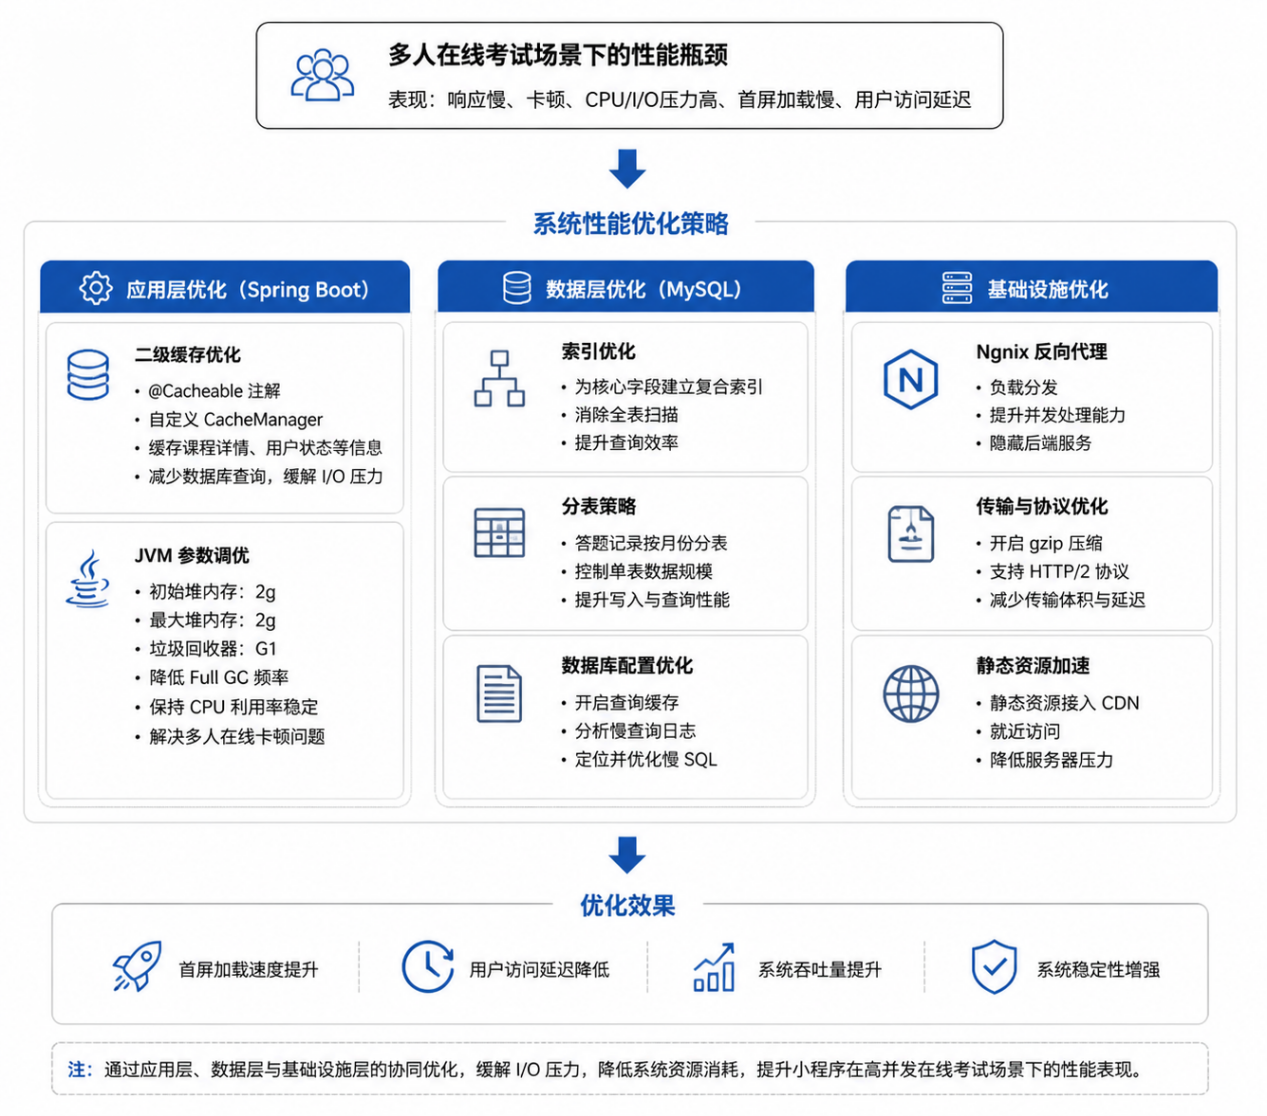 多人在线考试场景下的性能瓶颈
表现：响应慢、卡顿、CPU/I/O压力高、首屏加载慢、用户访问延迟
系统性能优化策略
应用层优化（Spring Boot）
二级缓存优化
• @Cacheable 注解
• 自定义 CacheManager
• 缓存课程详情、用户状态等信息
• 减少数据库查询，缓解 I/O 压力
JVM 参数调优
• 初始堆内存：2g
• 最大堆内存：2g
• 垃圾回收器：G1
• 降低 Full GC 频率
• 保持 CPU 利用率稳定
• 解决多人在线卡顿问题
数据层优化（MySQL）
索引优化
• 为核心字段建立复合索引
• 消除全表扫描
• 提升查询效率
分表策略
• 答题记录按月份分表
• 控制单表数据规模
• 提升写入与查询性能
数据库配置优化
• 开启查询缓存
• 分析慢查询日志
• 定位并优化慢 SQL
基础设施优化
N
Ngnix 反向代理
• 负载分发
• 提升并发处理能力
• 隐藏后端服务
传输与协议优化
• 开启 gzip 压缩
• 支持 HTTP/2 协议
• 减少传输体积与延迟
静态资源加速
• 静态资源接入 CDN
• 就近访问
• 降低服务器压力
优化效果
首屏加载速度提升
用户访问延迟降低
系统吞吐量提升
系统稳定性增强
注：通过应用层、数据层与基础设施层的协同优化，缓解 I/O 压力，降低系统资源消耗，提升小程序在高并发在线考试场景下的性能表现。